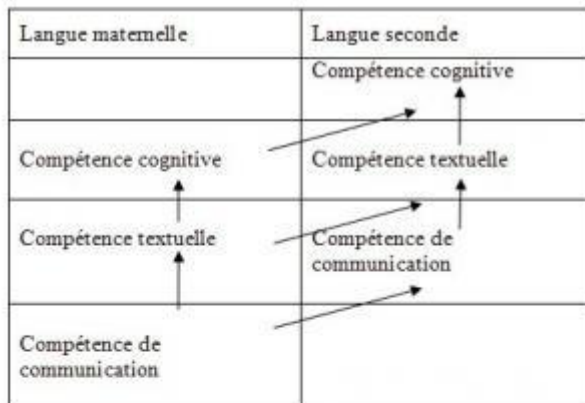 Langue maternelle
Langue seconde
Compétence cognitive
Compétence cognitive
Compétence textuelle
Compétence textuelle
Compétence de
communication
Compétence de
communication